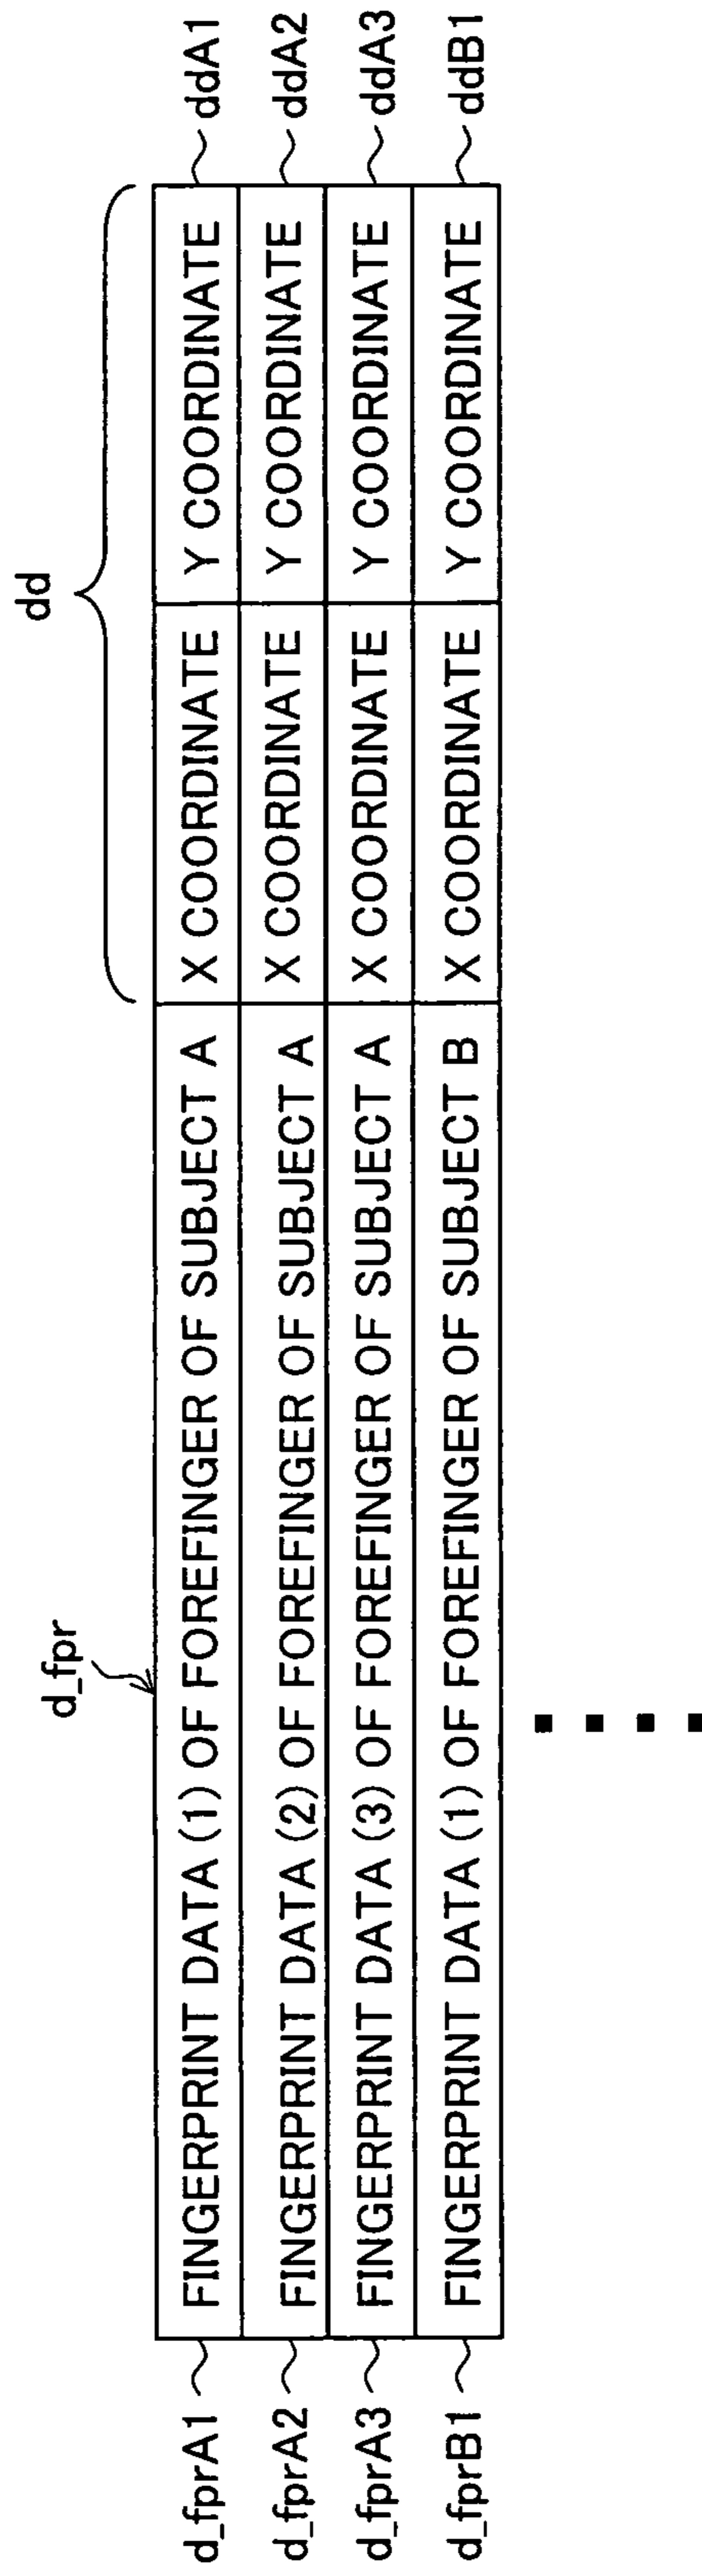 dd
d_fpr
d_fprA1 FINGERPRINT DATA (1) OF FOREFINGER OF SUBJECT A X COORDINATE Y COORDINATE ddA1
d_fprA2 FINGERPRINT DATA (2) OF FOREFINGER OF SUBJECT A X COORDINATE Y COORDINATE ddA2
d_fprA3 FINGERPRINT DATA (3) OF FOREFINGER OF SUBJECT A X COORDINATE Y COORDINATE ddA3
d_fprB1 FINGERPRINT DATA (1) OF FOREFINGER OF SUBJECT B X COORDINATE Y COORDINATE ddB1